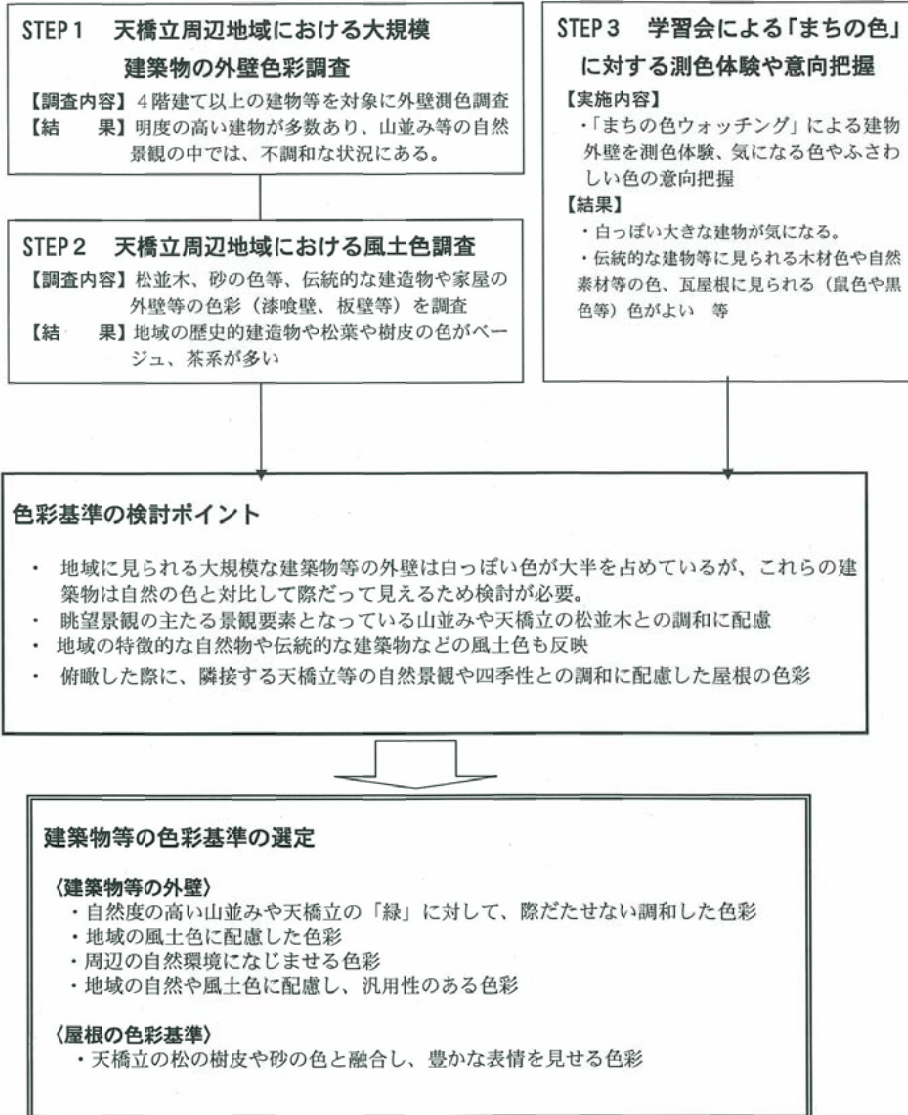 STEP1　天橋立周辺地域における大規模
建築物の外壁色彩調査
【調査内容】4階建て以上の建物等を対象に外壁測色調査
【結　　果】明度の高い建物が多数あり、山並み等の自然
景観の中では、不調和な状況にある。
STEP2　天橋立周辺地域における風土色調査
【調査内容】松並木、砂の色等、伝統的な建造物や家屋の
外壁等の色彩（漆喰壁、板壁等）を調査
【結　　果】地域の歴史的建造物や松葉や樹皮の色がベー
ジュ、茶系が多い
STEP3　学習会による「まちの色」
に対する測色体験や意向把握
【実施内容】
・「まちの色ウォッチング」による建物
外壁を測色体験、気になる色やふさわ
しい色の意向把握
【結果】
・白っぽい大きな建物が気になる。
・伝統的な建物等に見られる木材色や自然
素材等の色、瓦屋根に見られる（鼠色や黒
色等）色がよい　等
色彩基準の検討ポイント
・　地域に見られる大規模な建築物等の外壁は白っぽい色が大半を占めているが、これらの建
築物は自然の色と対比して際だって見えるため検討が必要。
・　眺望景観の主たる景観要素となっている山並みや天橋立の松並木との調和に配慮
・　地域の特徴的な自然物や伝統的な建築物などの風土色も反映
・　俯瞰した際に、隣接する天橋立等の自然景観や四季性との調和に配慮した屋根の色彩
建築物等の色彩基準の選定
〈建築物等の外壁〉
・自然度の高い山並みや天橋立の「緑」に対して、際だたせない調和した色彩
・地域の風土色に配慮した色彩
・周辺の自然環境になじませる色彩
・地域の自然や風土色に配慮し、汎用性のある色彩
〈屋根の色彩基準〉
・天橋立の松の樹皮や砂の色と融合し、豊かな表情を見せる色彩